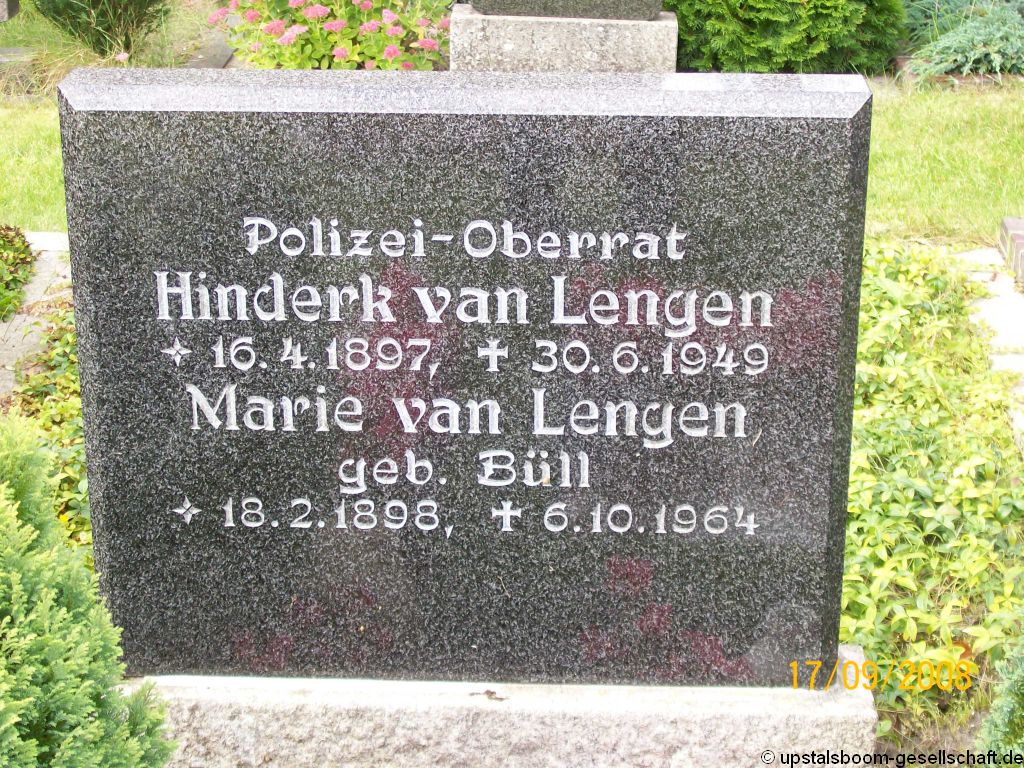 Polizei-Oberrat
Hinderk van Lengen
✧ 16.4.1897, ✝ 30.6.1949
Marie van Lengen
geb. Büll
✧ 18.2.1898, ✝ 6.10.1964
17/09/2008
© upstalsboom-gesellschaft.de